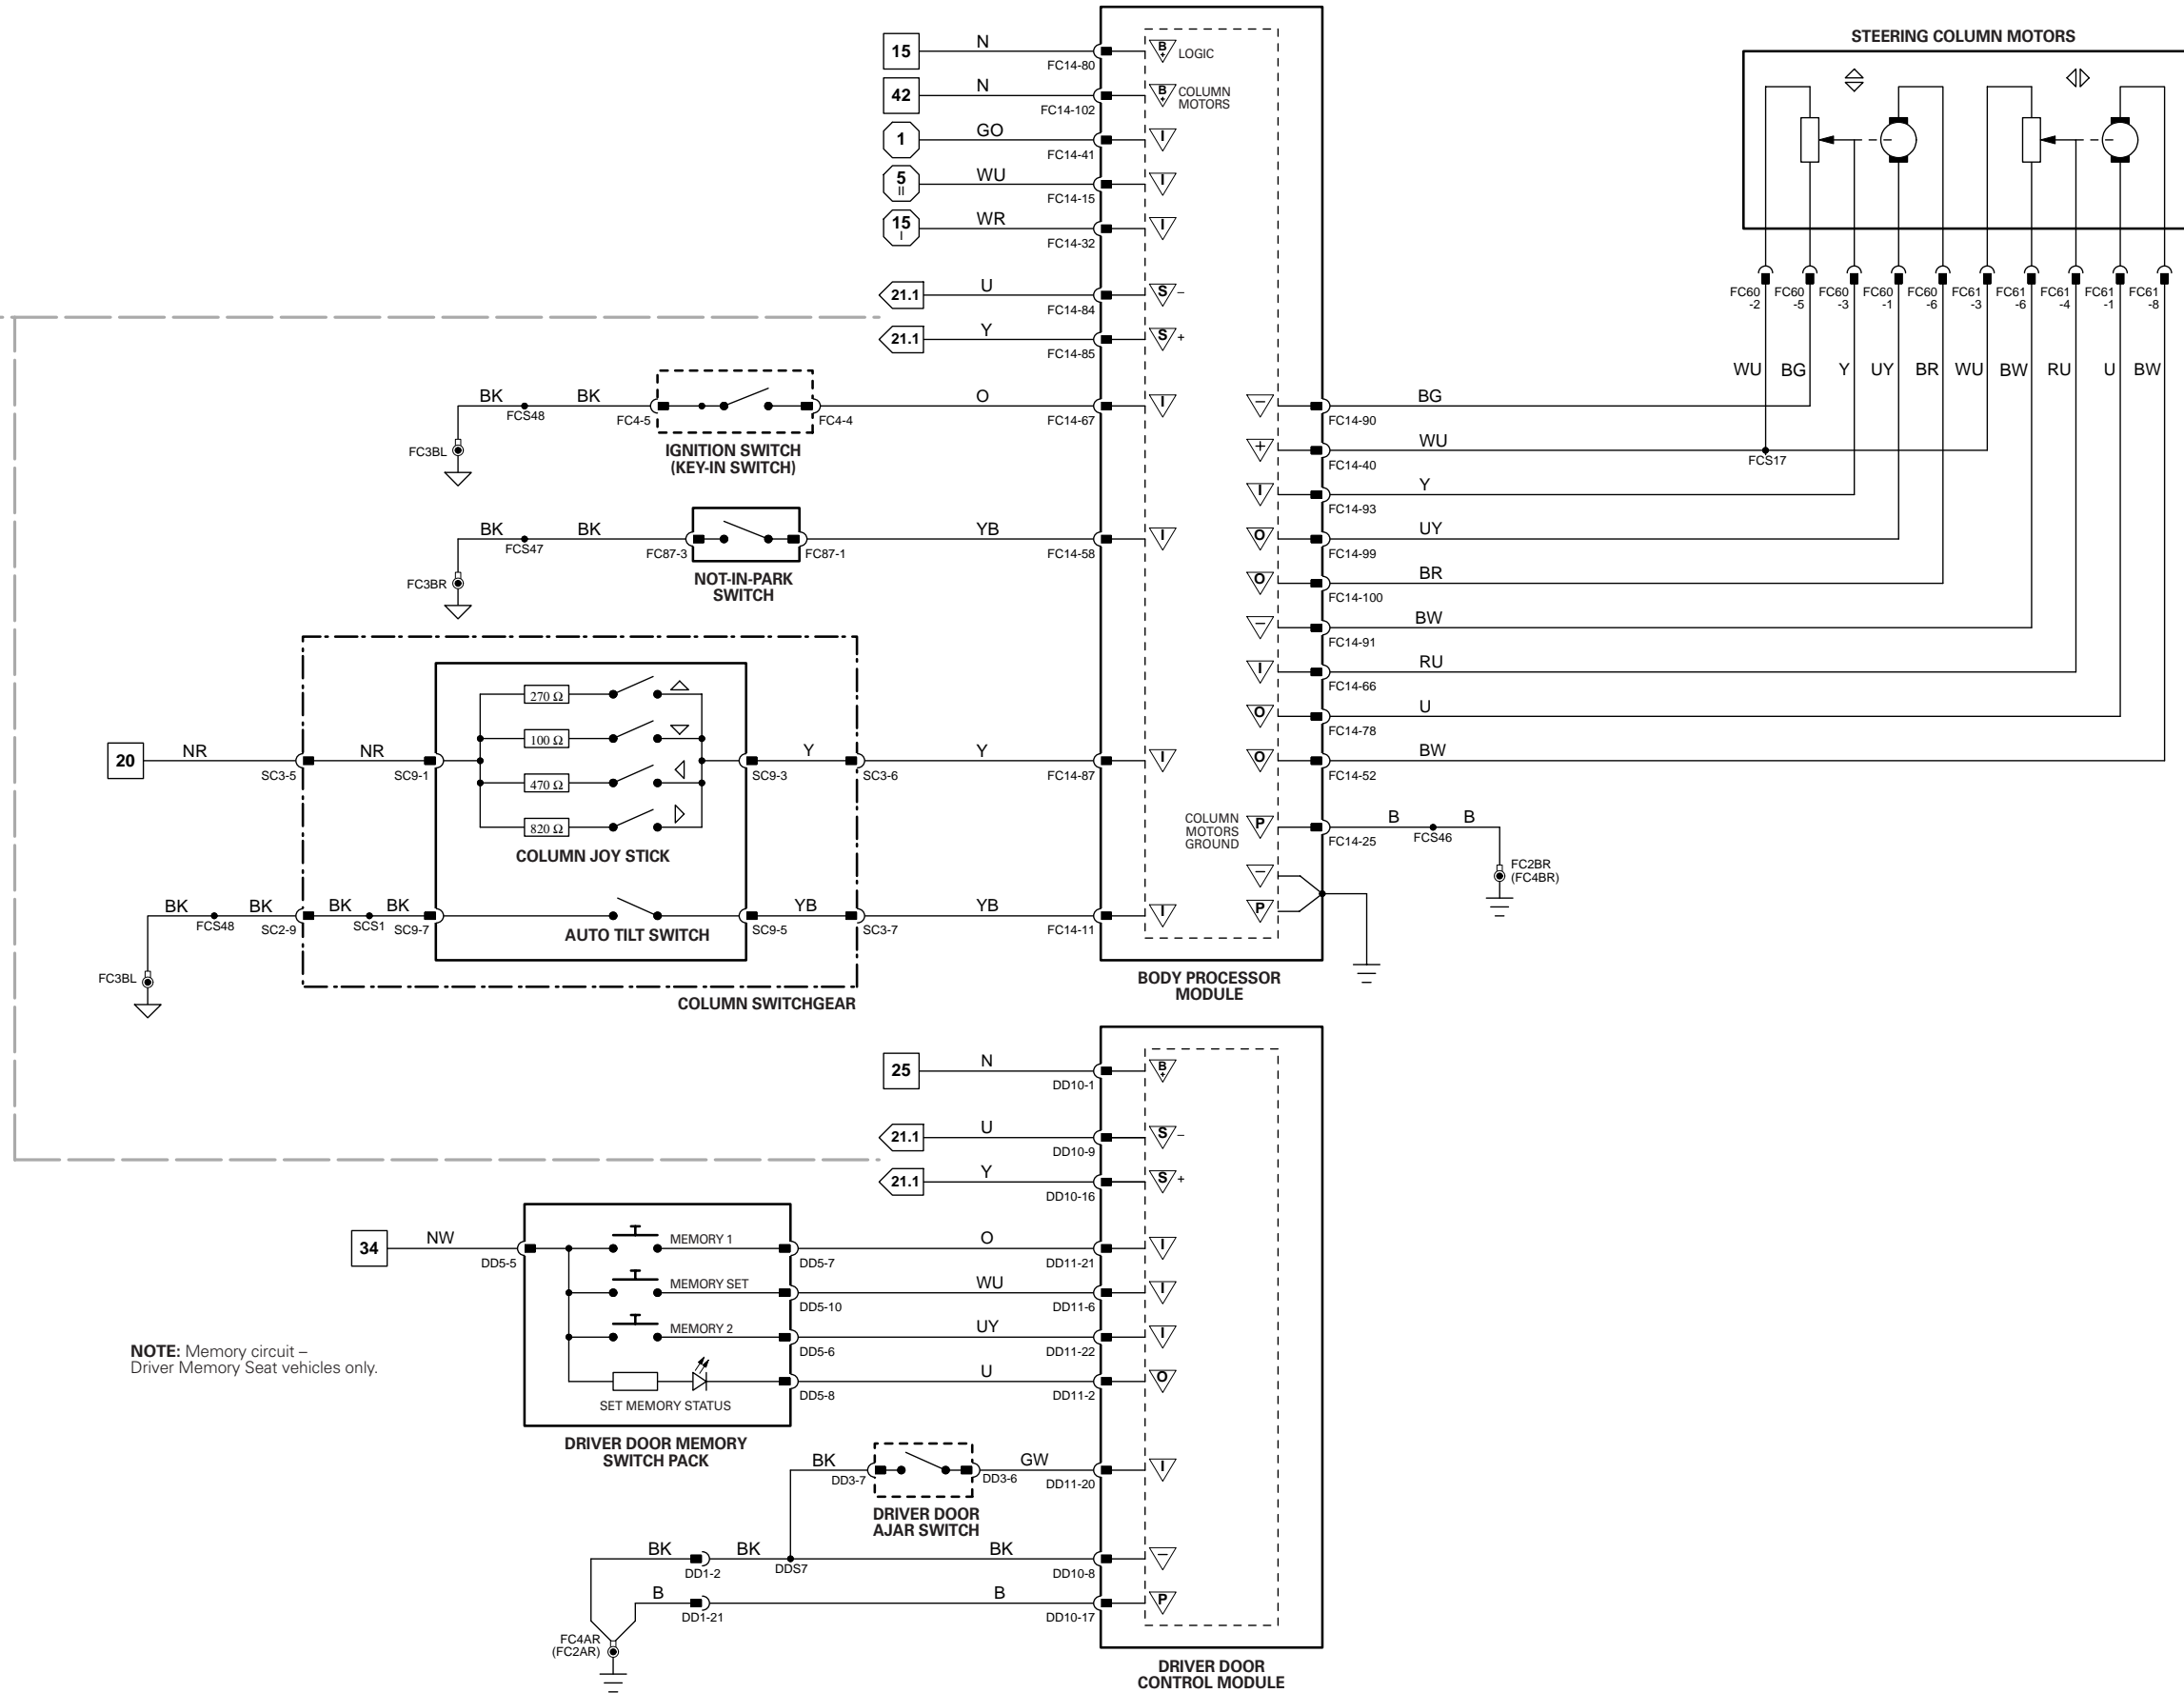 STEERING COLUMN MOTORS
15 N FC14-80 B+ LOGIC
42 N FC14-102 B+ COLUMN
MOTORS
1 GO FC14-41 I
5 II WU FC14-15 I
15 I WR FC14-32 I
21.1 U FC14-84 S –
21.1 Y FC14-85 S +
FC60 FC60 FC60 FC60 FC60 FC61 FC61 FC61 FC61 FC61
-2 -5 -3 -1 -6 -3 -6 -4 -1 -8
WU BG Y UY BR WU BW RU U BW
BK FCS48 BK FC4-5 FC4-4 O FC14-67 I
FC3BL
IGNITION SWITCH
(KEY-IN SWITCH)
– BG FC14-90
+ WU FC14-40 FCS17
I Y FC14-93
BK FCS47 BK FC87-3 FC87-1 YB FC14-58 I
FC3BR
NOT-IN-PARK
SWITCH
O UY FC14-99
O BR FC14-100
– BW FC14-91
I RU FC14-66
O U FC14-78
O BW FC14-52
270 Ω
100 Ω
20 NR SC3-5 NR SC9-1 SC9-3 Y SC3-6 Y FC14-87 I
470 Ω
820 Ω
COLUMN JOY STICK
COLUMN
MOTORS
GROUND
P FC14-25 B FCS46 B
FC2BR
(FC4BR)
–
P
BK FCS48 BK SC2-9 BK SCS1 BK SC9-7 SC9-5 YB SC3-7 YB FC14-11 I
AUTO TILT SWITCH
FC3BL
COLUMN SWITCHGEAR
BODY PROCESSOR
MODULE
25 N DD10-1 B+
21.1 U DD10-9 S –
21.1 Y DD10-16 S +
34 NW DD5-5 MEMORY 1 DD5-7 O DD11-21 I
MEMORY SET DD5-10 WU DD11-6 I
MEMORY 2 DD5-6 UY DD11-22 I
DD5-8 U DD11-2 O
SET MEMORY STATUS
DRIVER DOOR MEMORY
SWITCH PACK
NOTE: Memory circuit –
Driver Memory Seat vehicles only.
BK DD3-7 DD3-6 GW DD11-20 I
DRIVER DOOR
AJAR SWITCH
BK DD1-2 BK DDS7 BK DD10-8 –
B DD1-21 B DD10-17 P
FC4AR
(FC2AR)
DRIVER DOOR
CONTROL MODULE